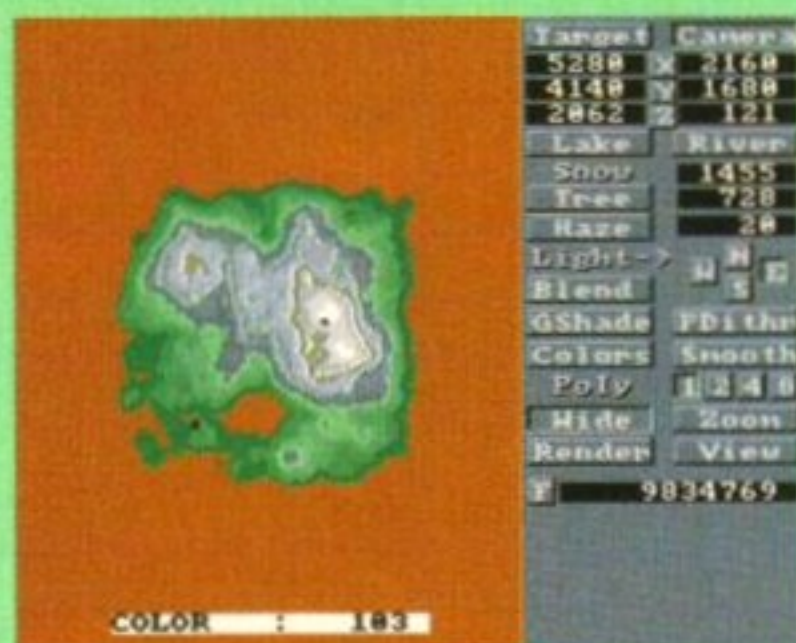 Target Camera
5280 X 2160
4140 Y 1680
2062 Z 121
Lake River
Snow 1455
Tree 728
Haze 20
Light-> N
W E
S
Blend
GShade PDithr
Colors Smooth
Poly 1 2 4 8
Wide Zoom
Render View
F 9834769
COLOR : 103